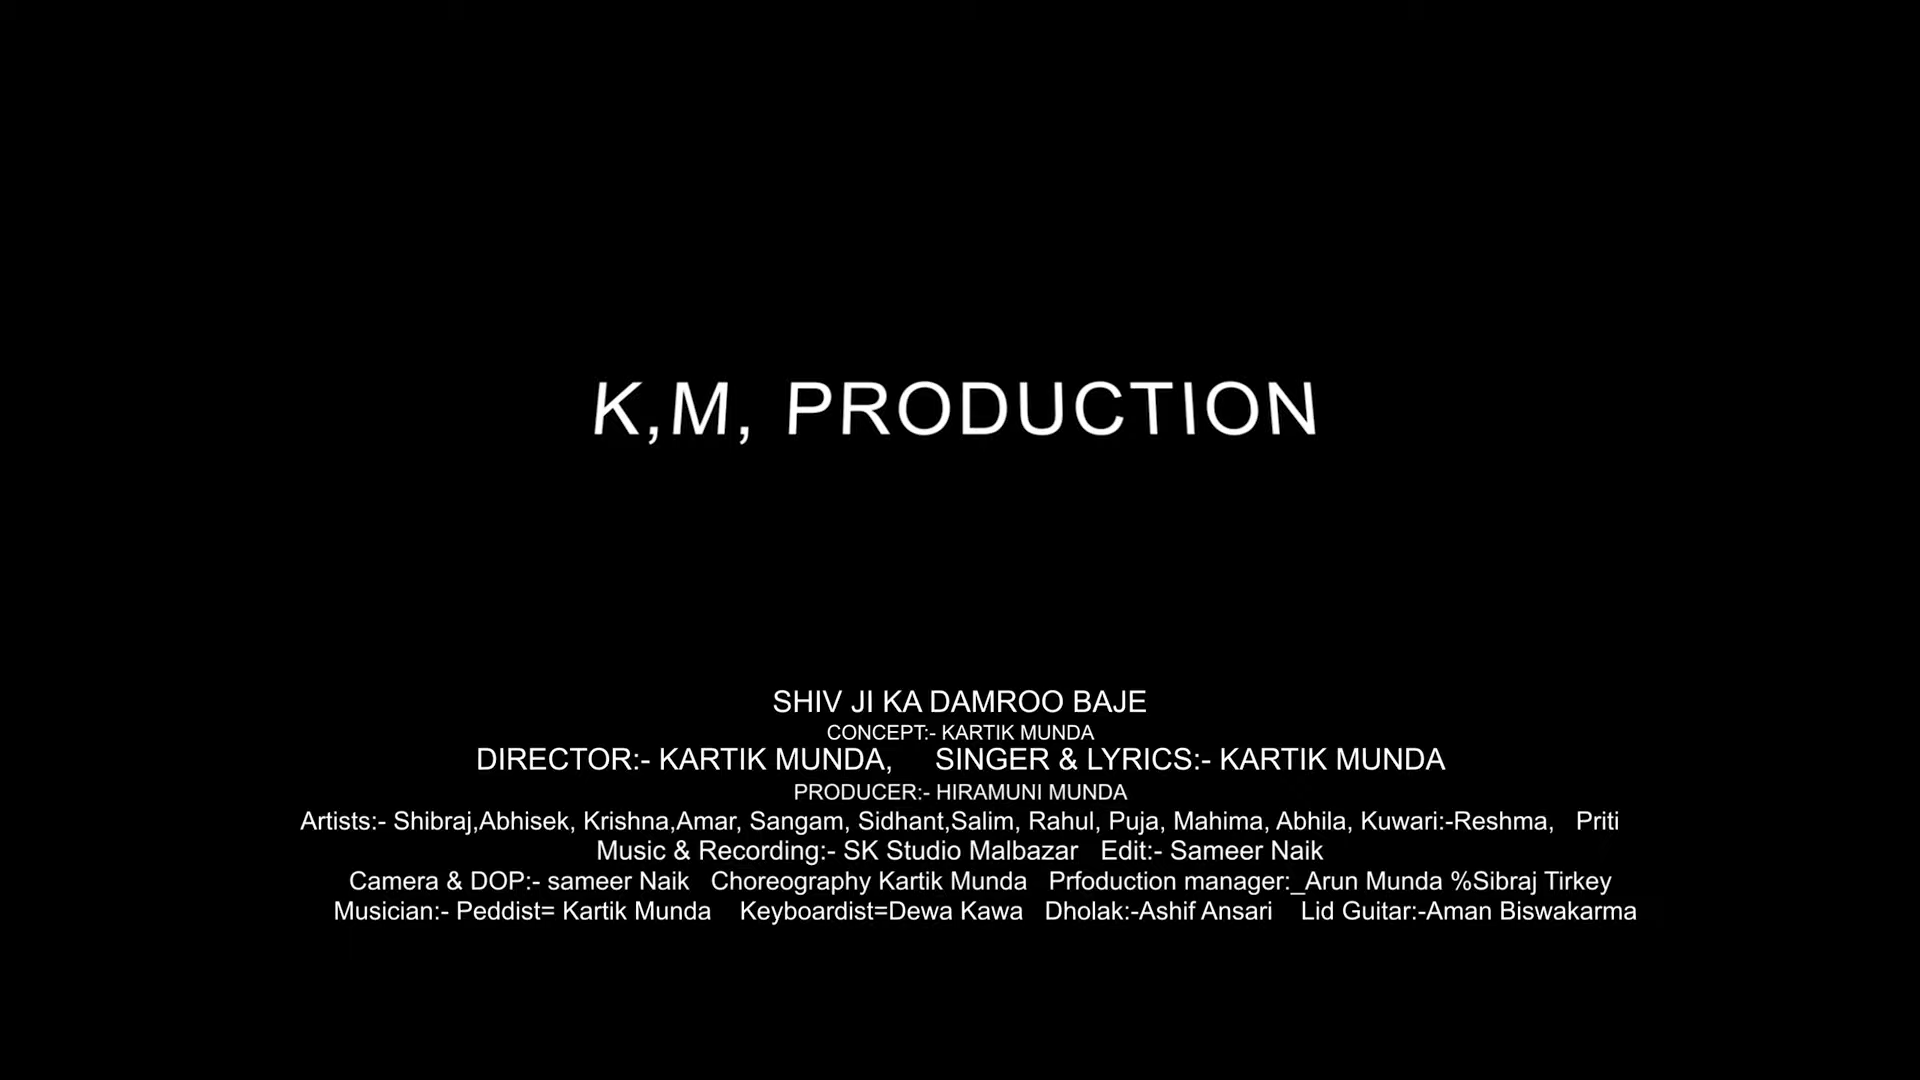 K,M, PRODUCTION
SHIV JI KA DAMROO BAJE
CONCEPT:- KARTIK MUNDA
DIRECTOR:- KARTIK MUNDA, SINGER & LYRICS:- KARTIK MUNDA
PRODUCER:- HIRAMUNI MUNDA
Artists:- Shibraj,Abhisek, Krishna,Amar, Sangam, Sidhant,Salim, Rahul, Puja, Mahima, Abhila, Kuwari:-Reshma, Priti
Music & Recording:- SK Studio Malbazar Edit:- Sameer Naik
Camera & DOP:- sameer Naik Choreography Kartik Munda Prfoduction manager:_Arun Munda %Sibraj Tirkey
Musician:- Peddist= Kartik Munda Keyboardist=Dewa Kawa Dholak:-Ashif Ansari Lid Guitar:-Aman Biswakarma